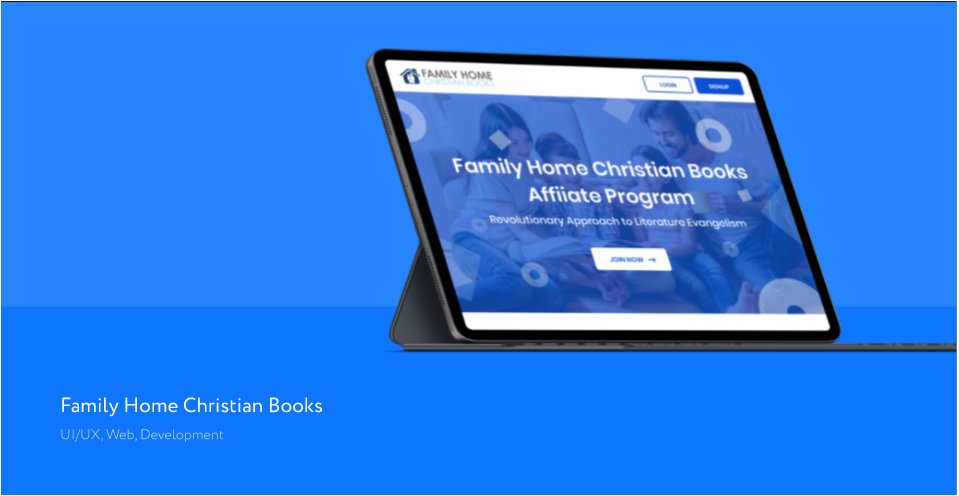 FAMILY HOME
CHRISTIAN BOOKS
LOGIN
SIGNUP
Family Home Christian Books
Affiiate Program
Revolutionary Approach to Literature Evangelism
JOIN NOW →
Family Home Christian Books
UI/UX, Web, Development